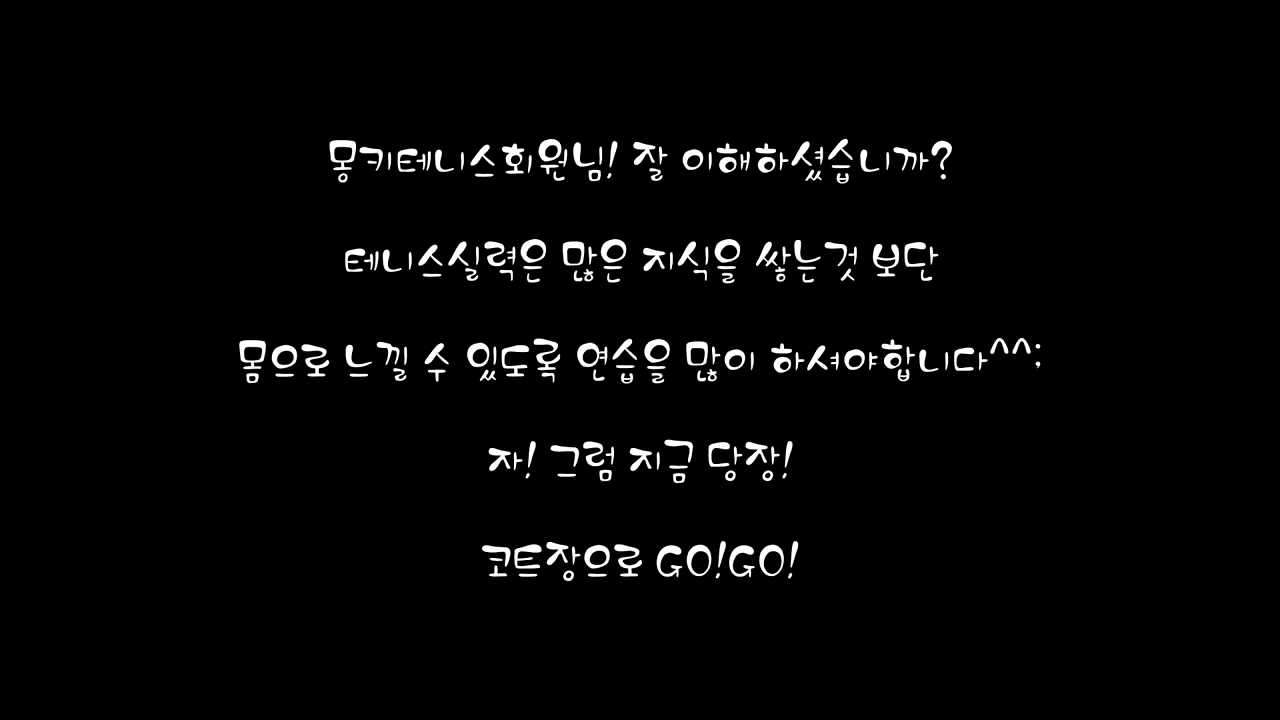 몽키테니스회원님! 잘 이해하셨습니까?
테니스실력은 많은 지식을 쌓는것 보단
몸으로 느낄 수 있도록 연습을 많이 하셔야합니다^^;
자! 그럼 지금 당장!
코트장으로 GO!GO!